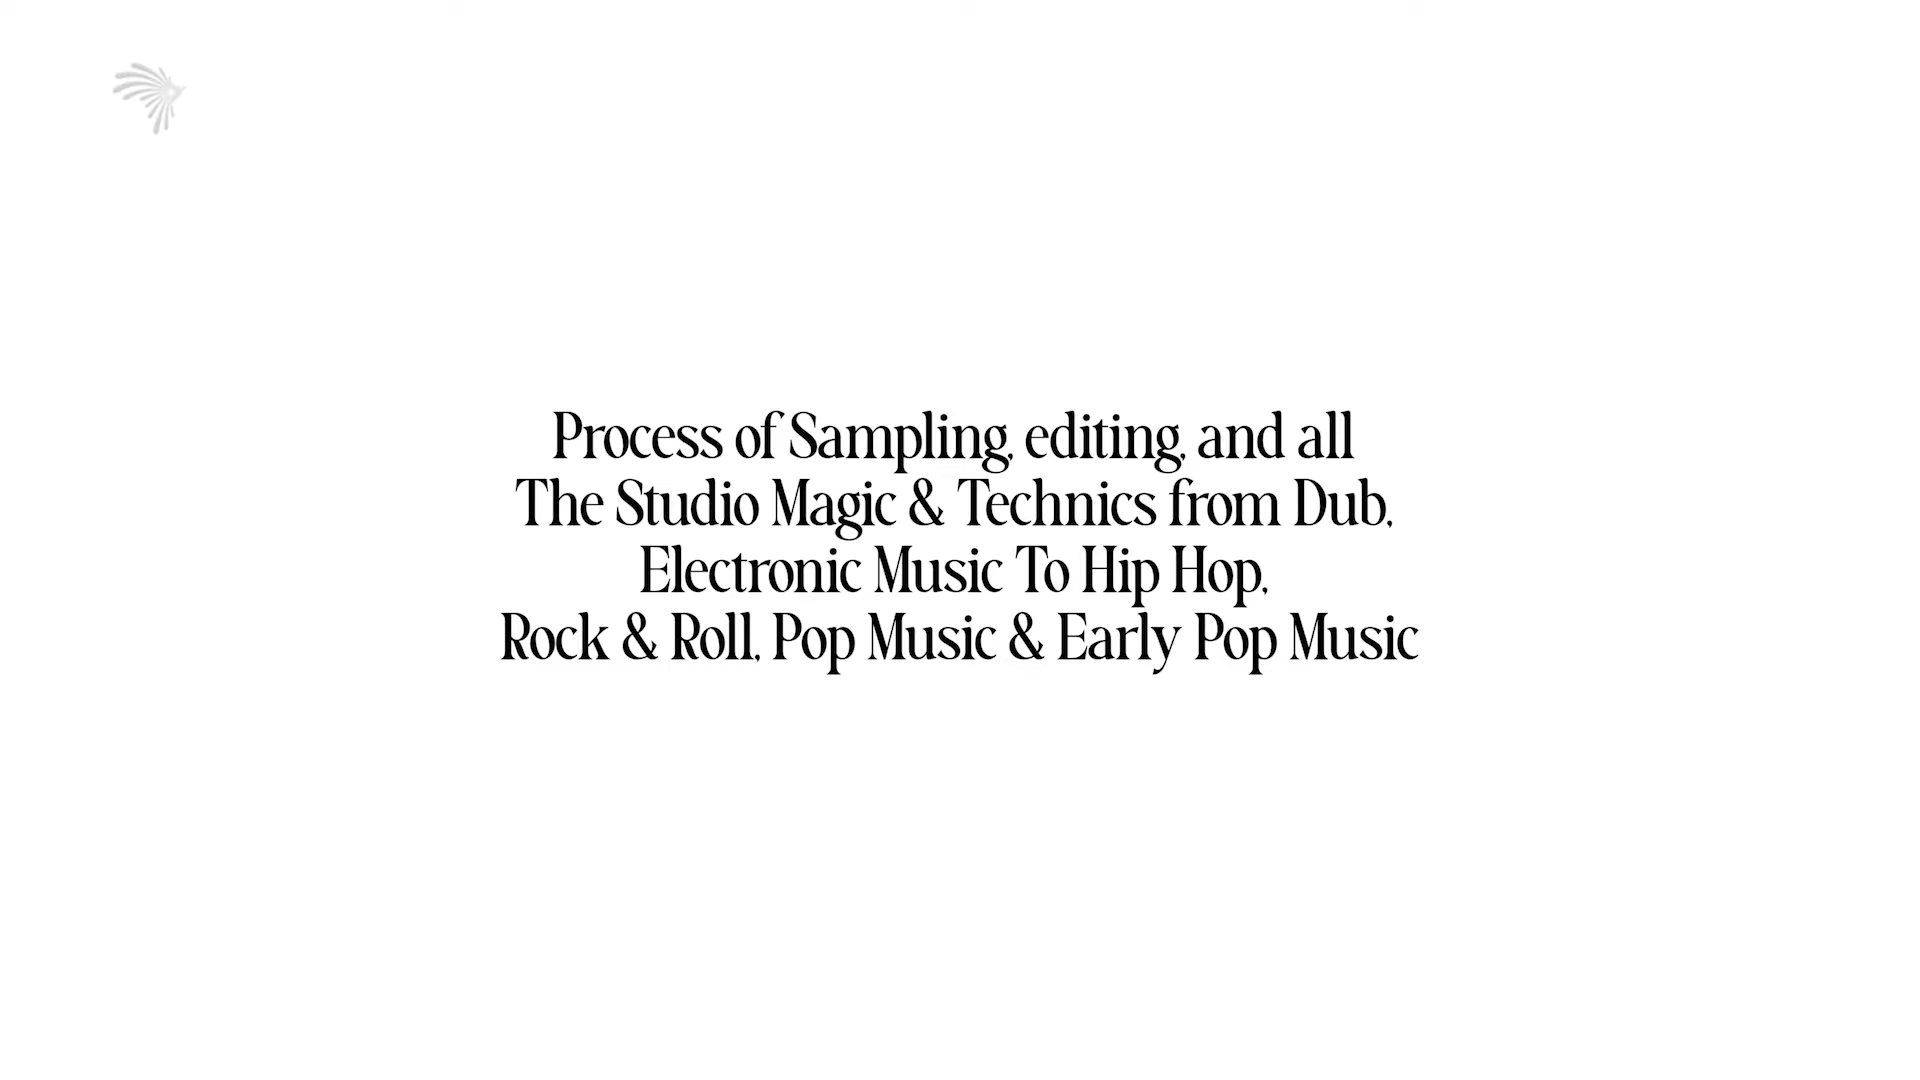 Process of Sampling, editing, and all
The Studio Magic & Technics from Dub,
Electronic Music To Hip Hop,
Rock & Roll, Pop Music & Early Pop Music